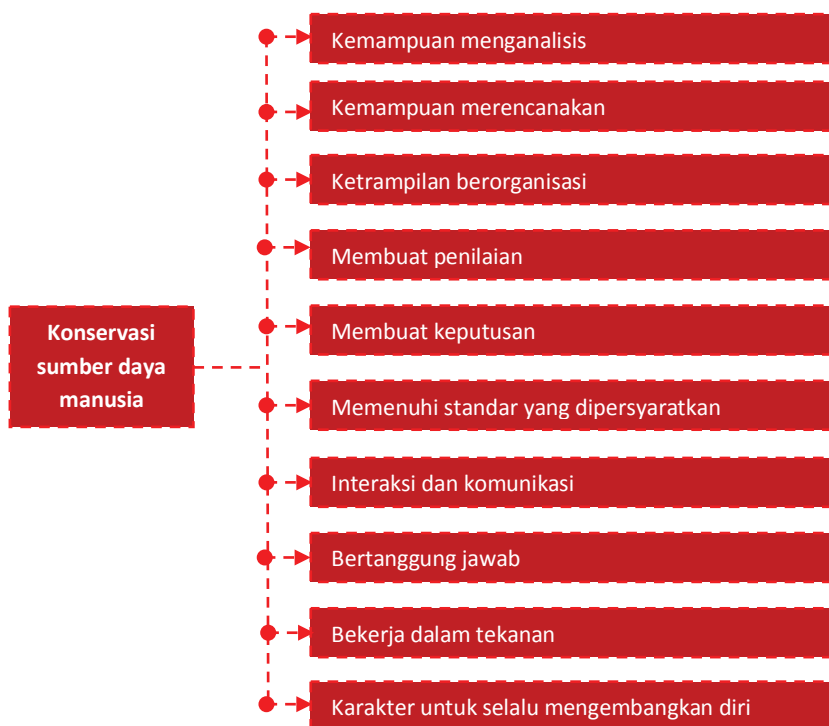 Kemampuan menganalisis
Kemampuan merencanakan
Ketrampilan berorganisasi
Membuat penilaian
Konservasi
sumber daya
manusia
Membuat keputusan
Memenuhi standar yang dipersyaratkan
Interaksi dan komunikasi
Bertanggung jawab
Bekerja dalam tekanan
Karakter untuk selalu mengembangkan diri